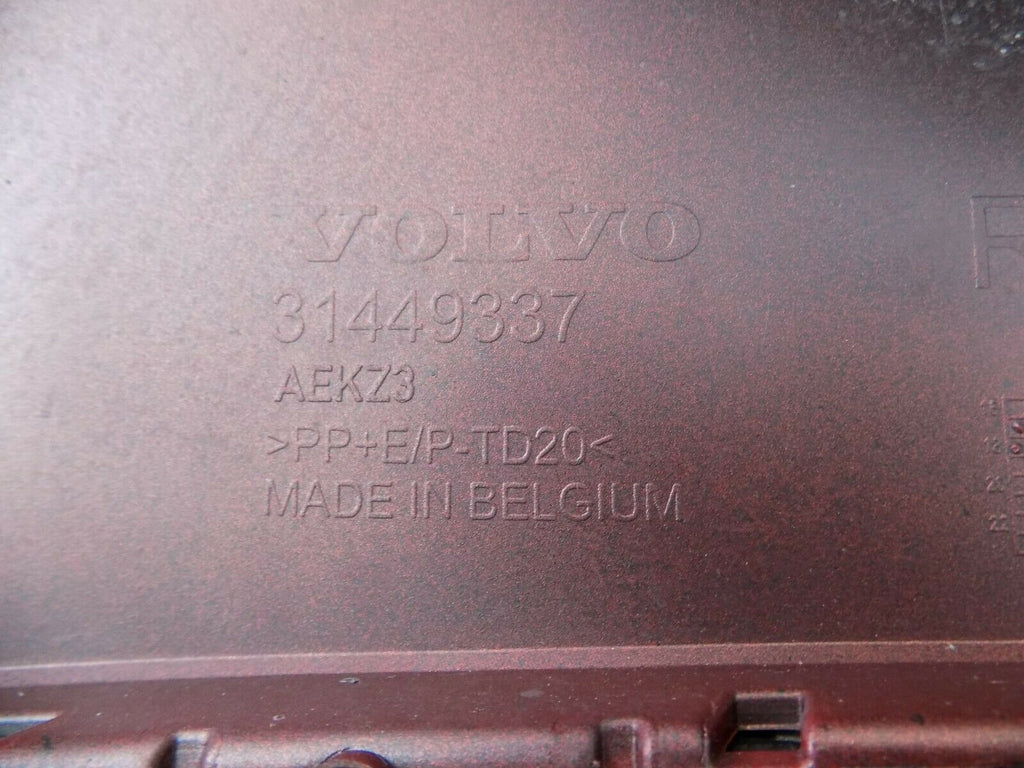 VOLVO
31449337
AEKZ3
>PP+E/P-TD20<
MADE IN BELGIUM